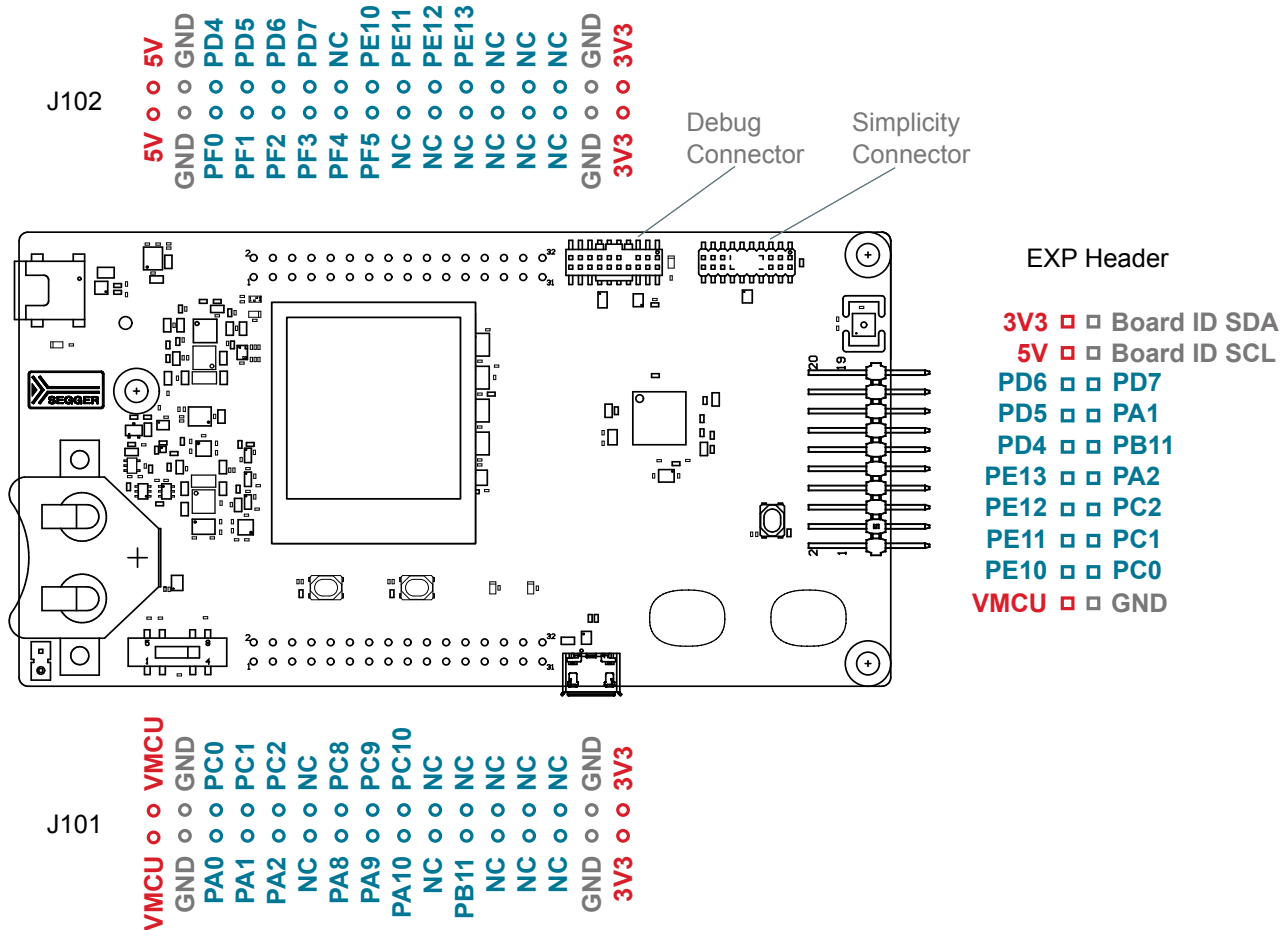 5V GND PD4 PD5 PD6 PD7 NC PE10 PE11 PE12 PE13 NC NC NC GND 3V3
J102
5V GND PF0 PF1 PF2 PF3 PF4 PF5 NC NC NC NC NC NC GND 3V3
Debug
Connector
Simplicity
Connector
2 32
1 31
SEGGER
20 19
2 1
5 8
1 4
2 32
1 31
EXP Header
3V3 Board ID SDA
5V Board ID SCL
PD6 PD7
PD5 PA1
PD4 PB11
PE13 PA2
PE12 PC2
PE11 PC1
PE10 PC0
VMCU GND
VMCU GND PC0 PC1 PC2 NC PC8 PC9 PC10 NC NC NC NC NC GND 3V3
J101
VMCU GND PA0 PA1 PA2 NC PA8 PA9 PA10 NC PB11 NC NC NC GND 3V3